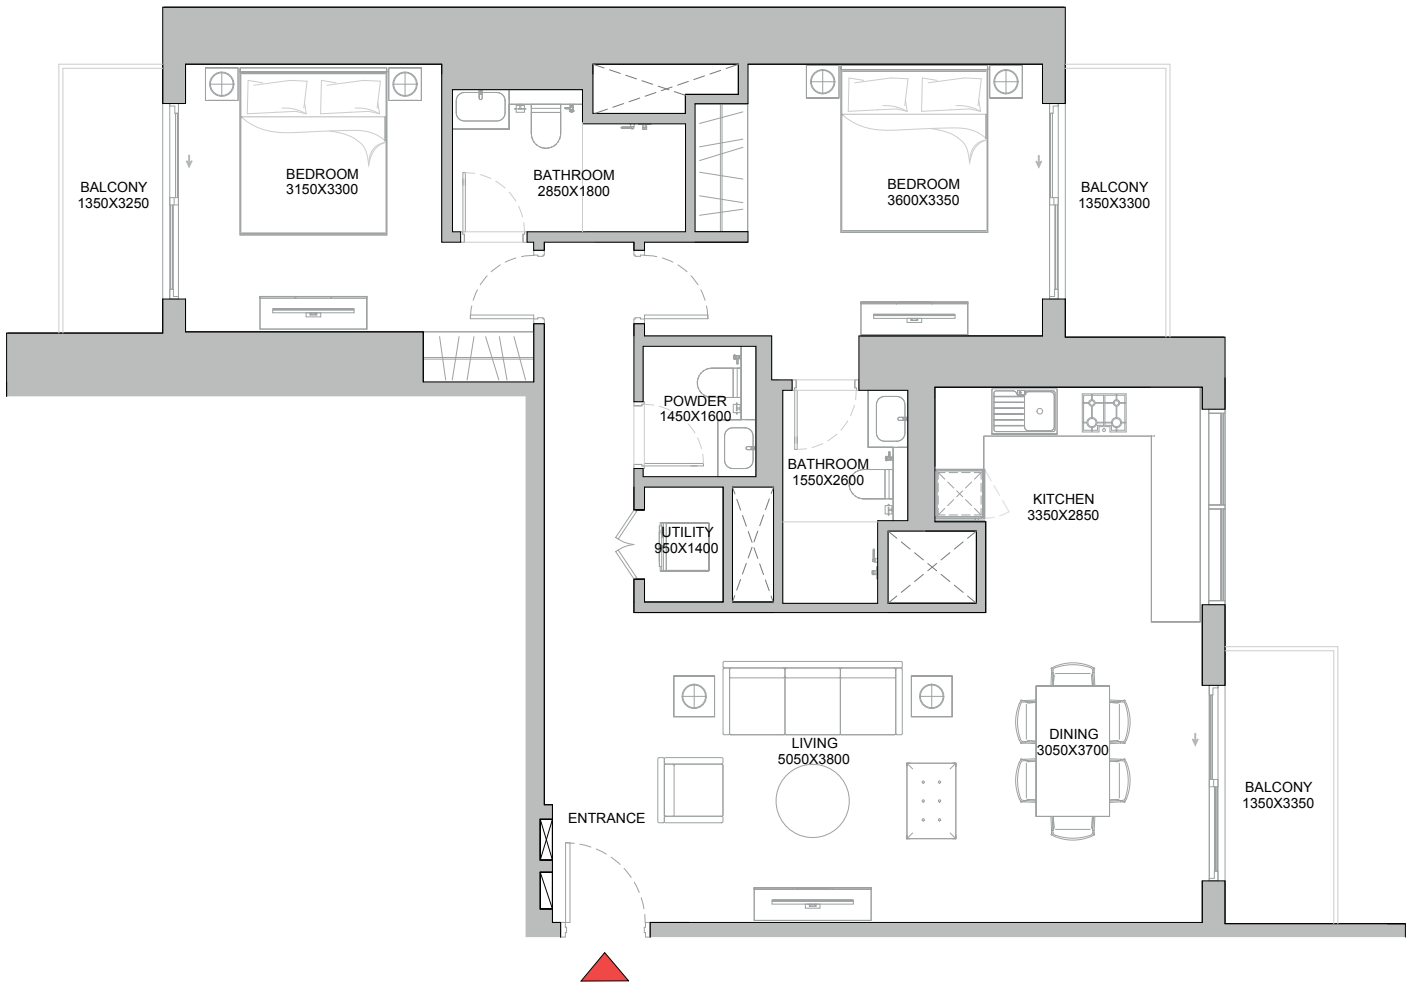 BALCONY
1350X3250
BEDROOM
3150X3300
BATHROOM
2850X1800
BEDROOM
3600X3350
BALCONY
1350X3300
POWDER
1450X1600
BATHROOM
1550X2600
KITCHEN
3350X2850
UTILITY
950X1400
LIVING
5050X3800
DINING
3050X3700
BALCONY
1350X3350
ENTRANCE